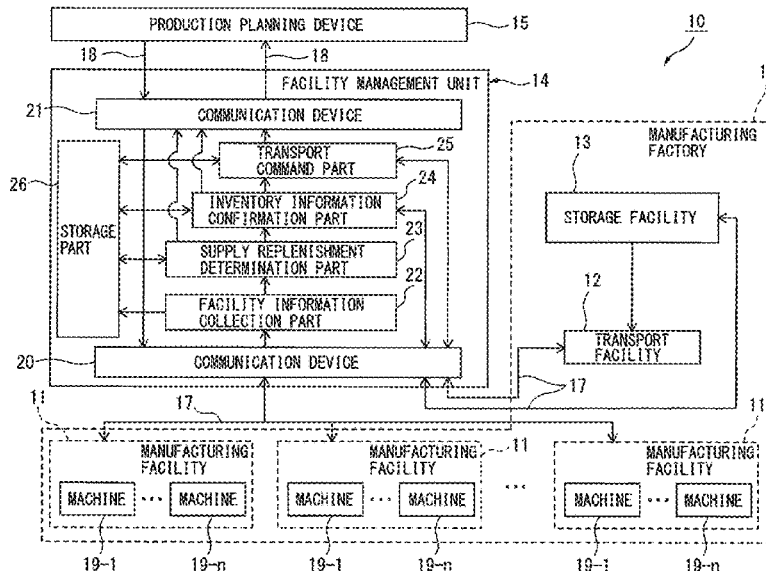 PRODUCTION PLANNING DEVICE
15
10
18
18
FACILITY MANAGEMENT UNIT
14
21
COMMUNICATION DEVICE
25
MANUFACTURING
FACTORY
TRANSPORT
COMMAND PART
26
24
13
INVENTORY INFORMATION
CONFIRMATION PART
STORAGE FACILITY
STORAGE
PART
23
SUPPLY REPLENISHMENT
DETERMINATION PART
22
12
FACILITY INFORMATION
COLLECTION PART
TRANSPORT
FACILITY
20
COMMUNICATION DEVICE
17
17
11
MANUFACTURING
FACILITY
MACHINE ... MACHINE
19-1
19-n
11
MANUFACTURING
FACILITY
MACHINE ... MACHINE
19-1
19-n
...
11
MANUFACTURING
FACILITY
MACHINE ... MACHINE
19-1
19-n